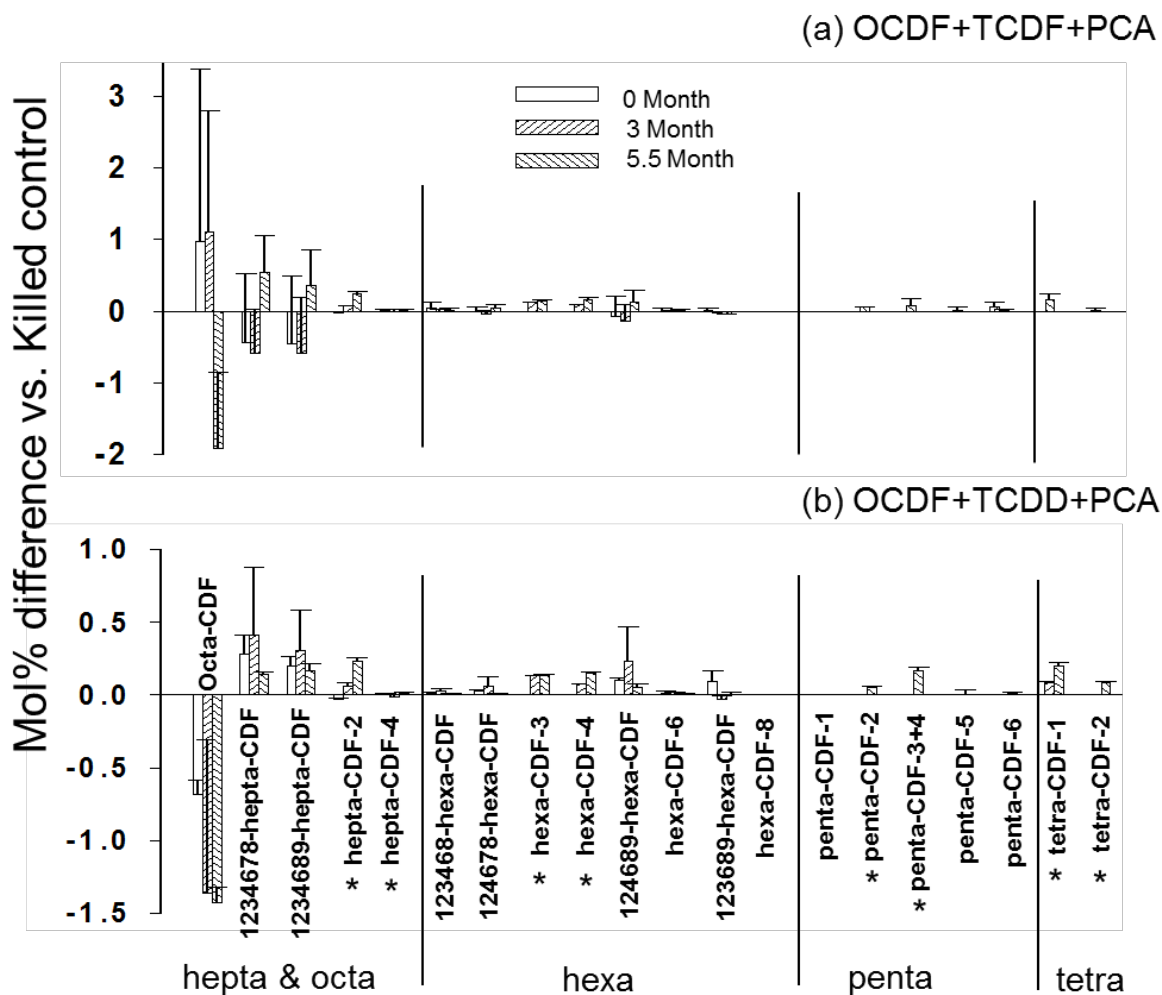 (a) OCDF+TCDF+PCA
Mol% difference vs. Killed control
3
2
1
0
-1
-2
0 Month
3 Month
5.5 Month
(b) OCDF+TCDD+PCA
1.0
0.5
0.0
-0.5
-1.0
-1.5
Octa-CDF
1234678-hepta-CDF
1234689-hepta-CDF
* hepta-CDF-2
* hepta-CDF-4
123468-hexa-CDF
124678-hexa-CDF
* hexa-CDF-3
* hexa-CDF-4
124689-hexa-CDF
hexa-CDF-6
123689-hexa-CDF
hexa-CDF-8
penta-CDF-1
* penta-CDF-2
* penta-CDF-3+4
penta-CDF-5
penta-CDF-6
* tetra-CDF-1
* tetra-CDF-2
hepta & octa
hexa
penta
tetra